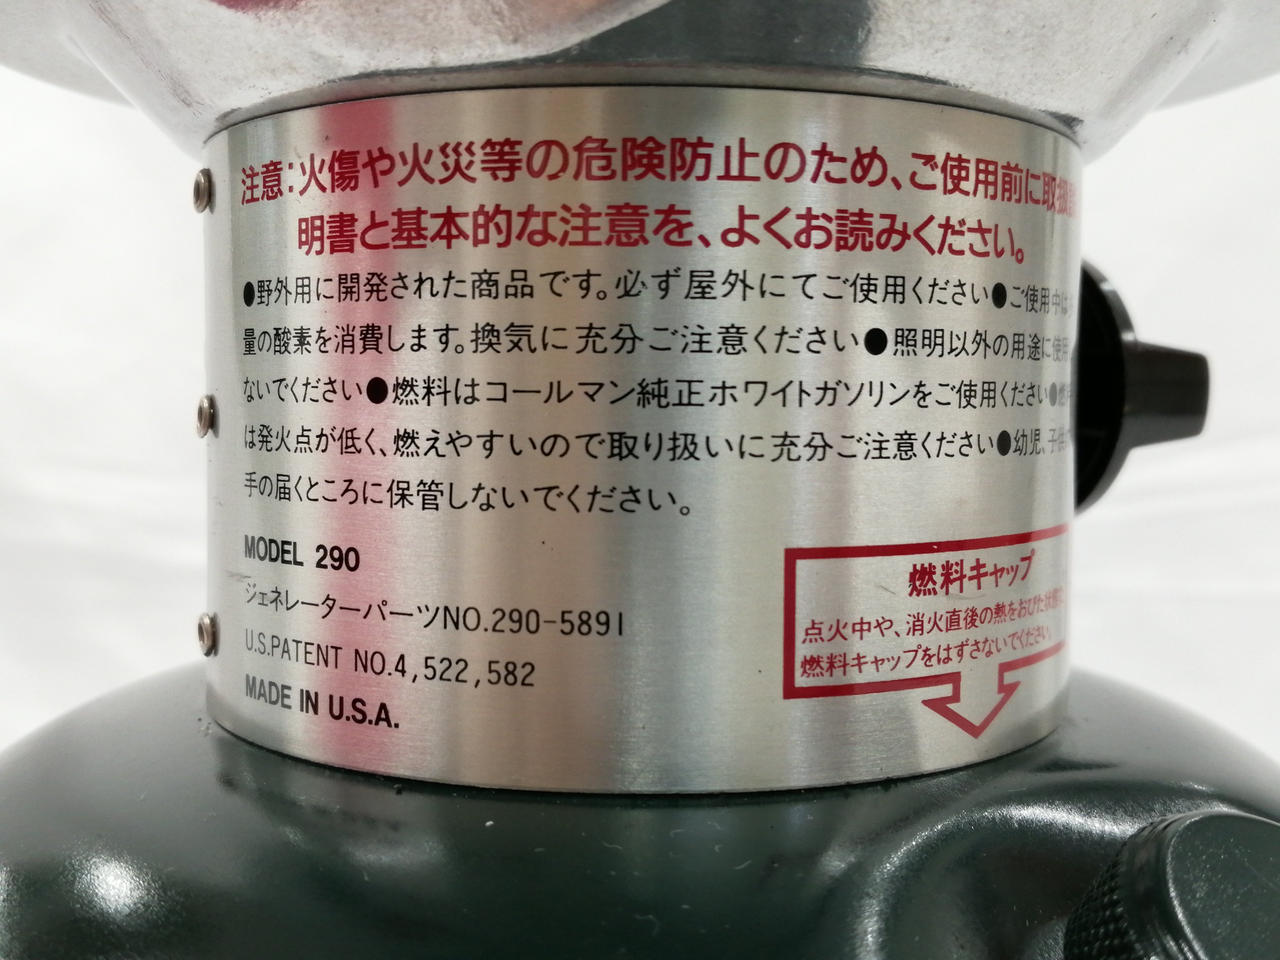 注意:火傷や火災等の危険防止のため、ご使用前に取扱
明書と基本的な注意を、よくお読みください。
●野外用に開発された商品です。必ず屋外にてご使用ください●ご使用中は
量の酸素を消費します。換気に充分ご注意ください●照明以外の用途に使用
ないでください●燃料はコールマン純正ホワイトガソリンをご使用ください●燃
は発火点が低く、燃えやすいので取り扱いに充分ご注意ください●幼児、子供
手の届くところに保管しないでください。
MODEL 290
ジェネレーターパーツNO.290-5891
U.S.PATENT NO.4,522,582
MADE IN U.S.A.
燃料キャップ
点火中や、消火直後の熱をおびた状態
燃料キャップをはずさないでください。